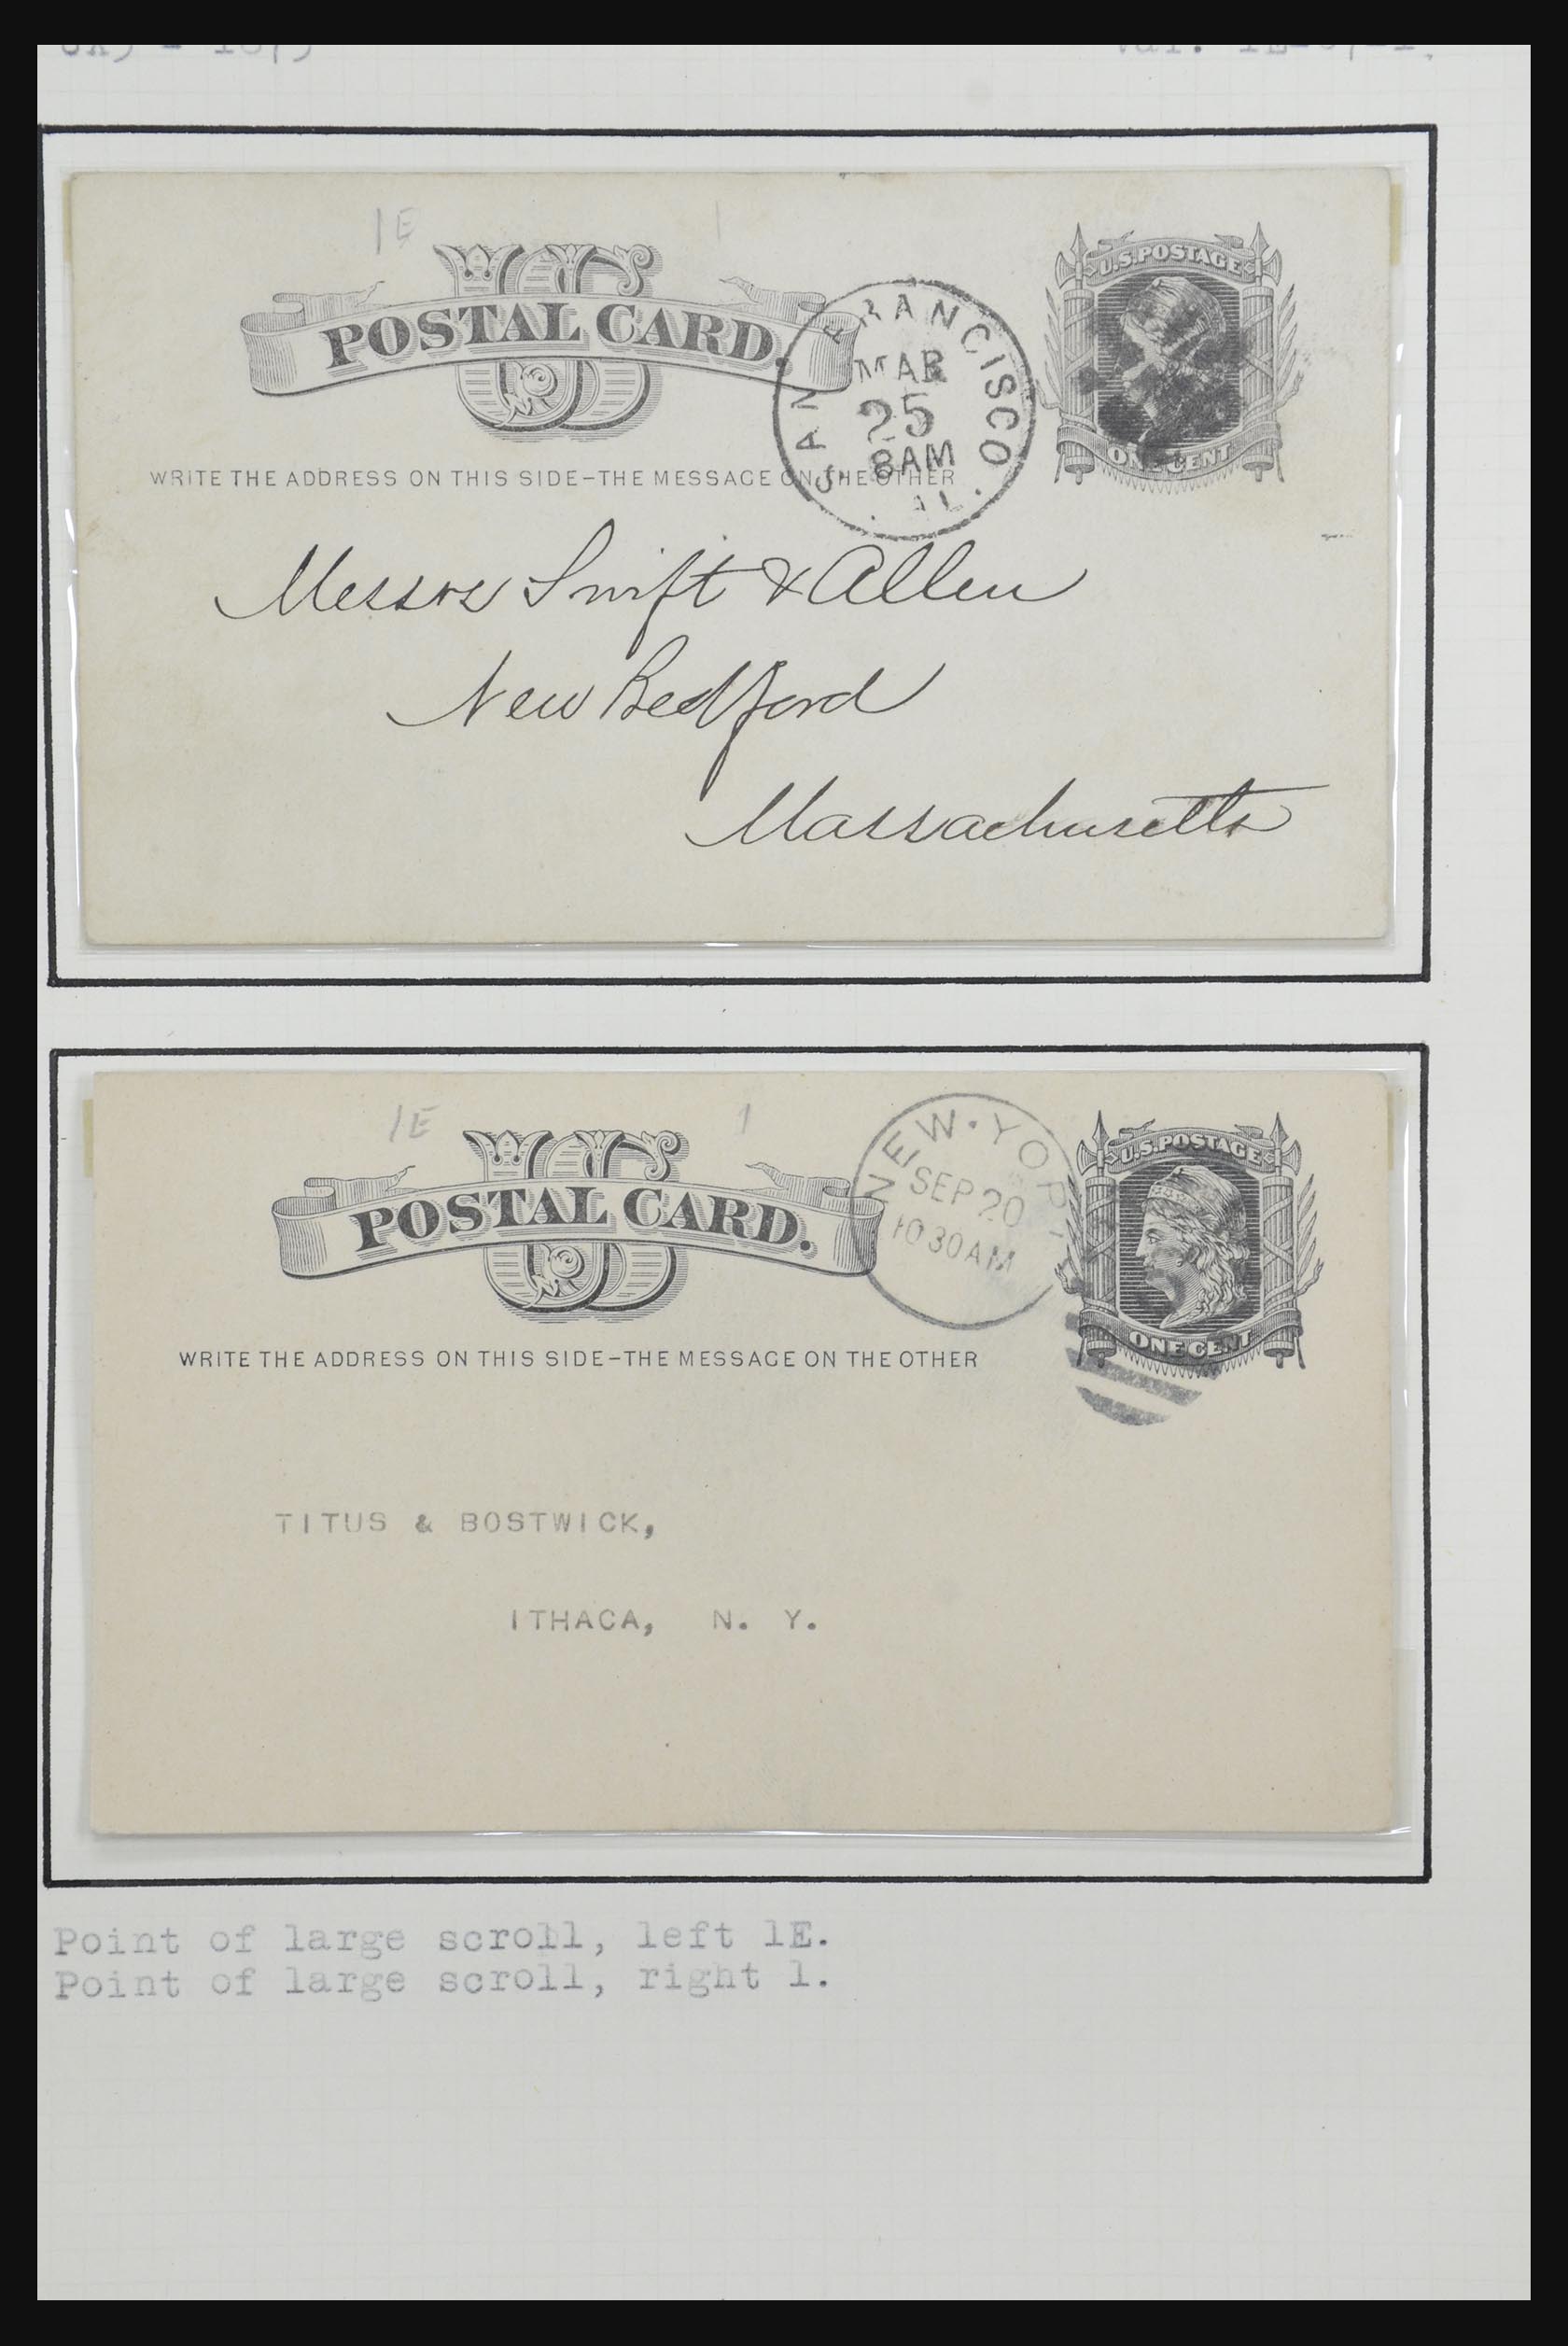 1E 1
US
POSTAL CARD.
U.S. POSTAGE
ONE CENT
SAN FRANCISCO
MAR
25
8AM
WRITE THE ADDRESS ON THIS SIDE-THE MESSAGE ON THE OTHER
Messrs Swift & Allen
New Bedford
Massachusetts
1E 1
US
POSTAL CARD.
NEW YORK
SEP 20
10 30AM
U.S. POSTAGE
ONE CENT
WRITE THE ADDRESS ON THIS SIDE-THE MESSAGE ON THE OTHER
TITUS & BOSTWICK,
ITHACA, N. Y.
Point of large scroll, left 1E.
Point of large scroll, right 1.